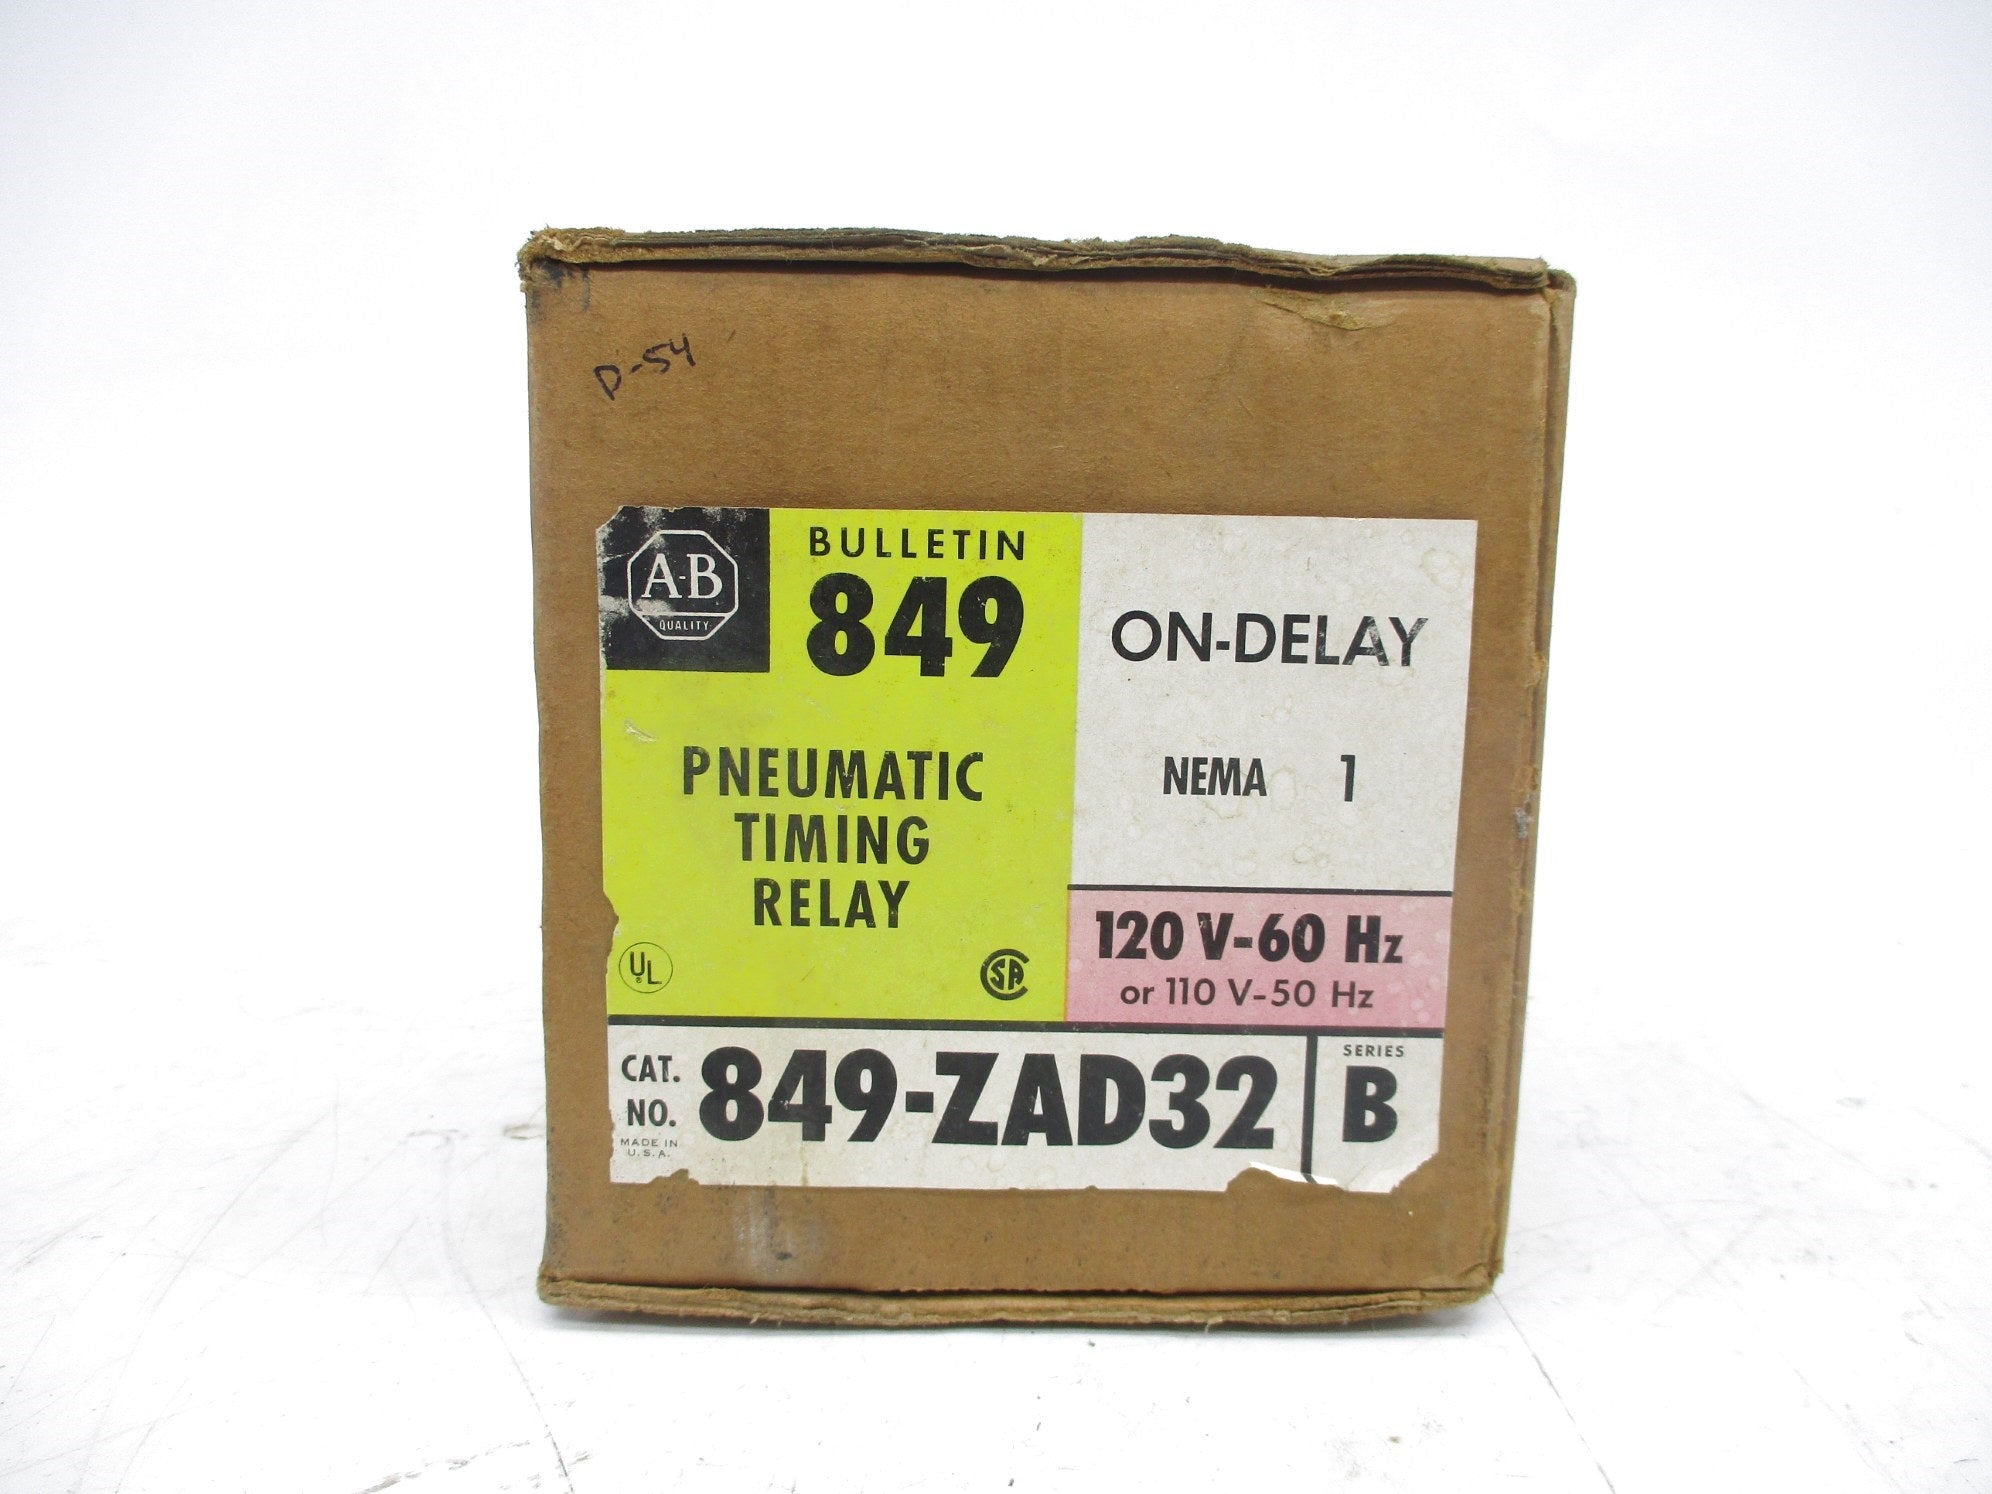 D-54
A-B
QUALITY
BULLETIN
849
PNEUMATIC
TIMING
RELAY
UL
®
SA
ON-DELAY
NEMA 1
120 V-60 Hz
or 110 V-50 Hz
CAT.
NO.
849-ZAD32
MADE IN
U.S.A.
SERIES
B